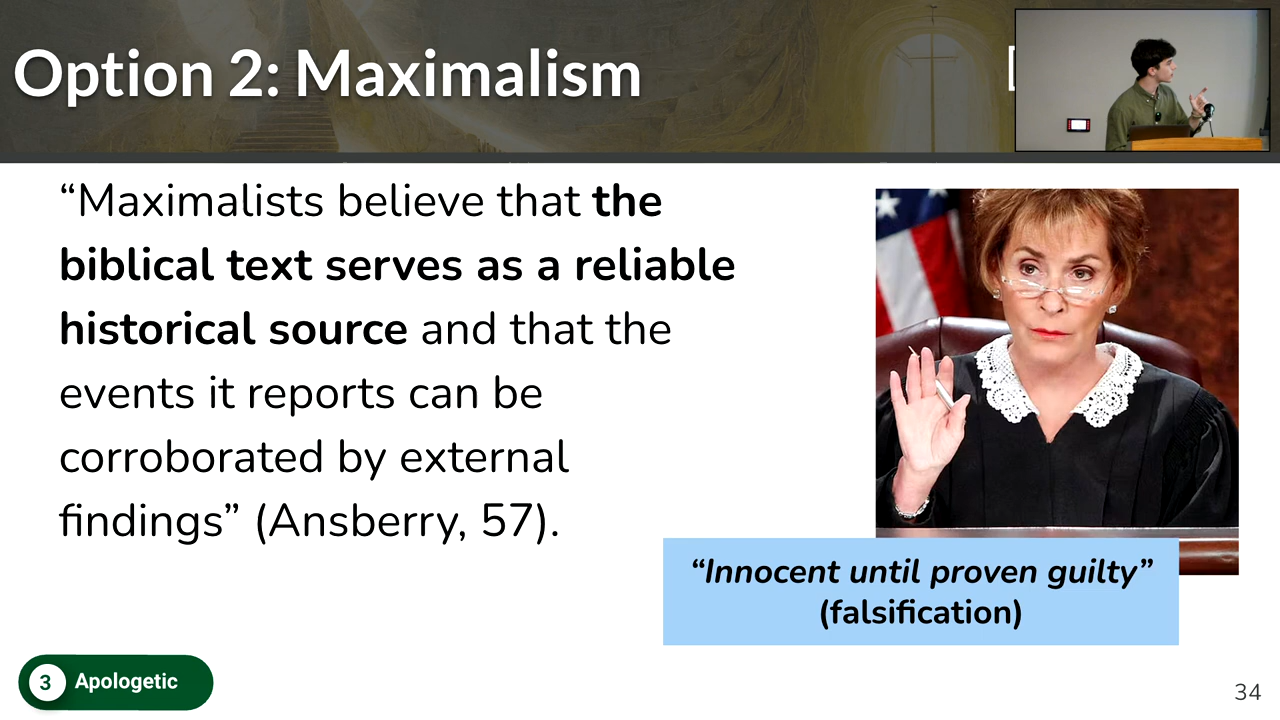 Option 2: Maximalism
“Maximalists believe that the
biblical text serves as a reliable
historical source and that the
events it reports can be
corroborated by external
findings” (Ansberry, 57).
“Innocent until proven guilty”
(falsification)
3 Apologetic
34